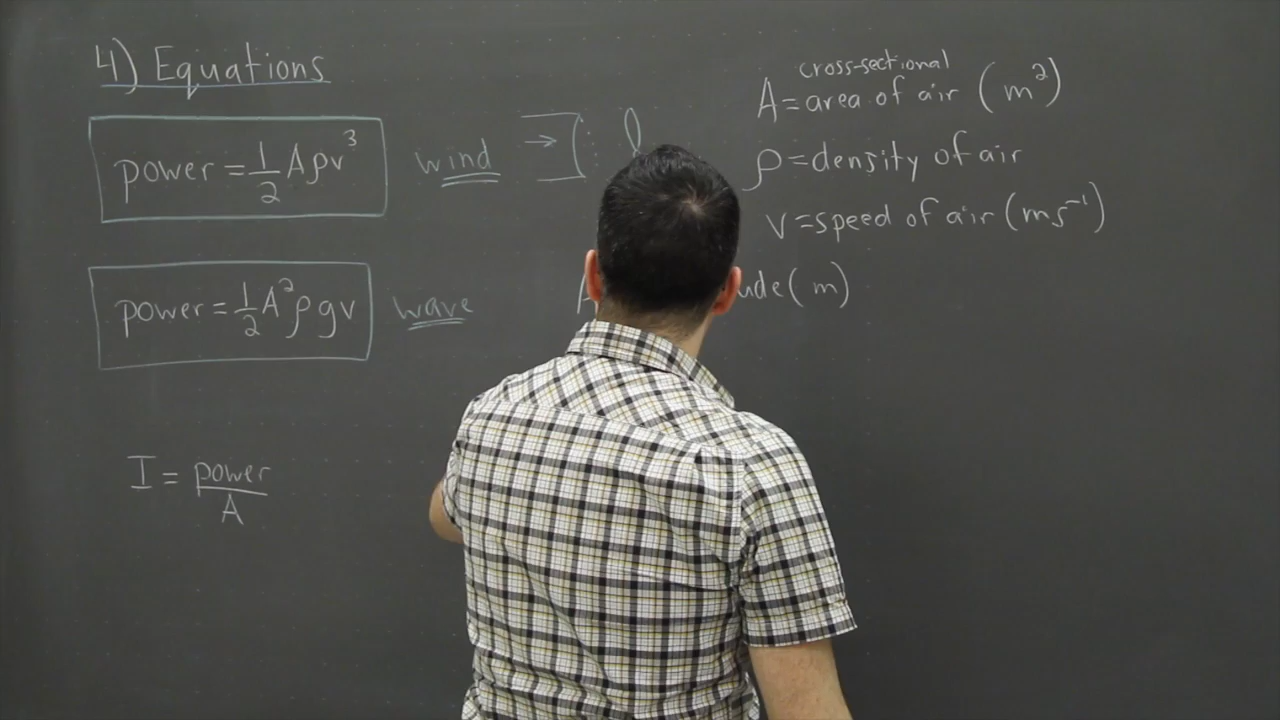 4) Equations
power = 1/2 Aρv³
wind
cross-sectional
A = area of air (m²)
ρ = density of air
v = speed of air (ms⁻¹)
power = 1/2 A²ρgv
wave
(m)
I = power/A